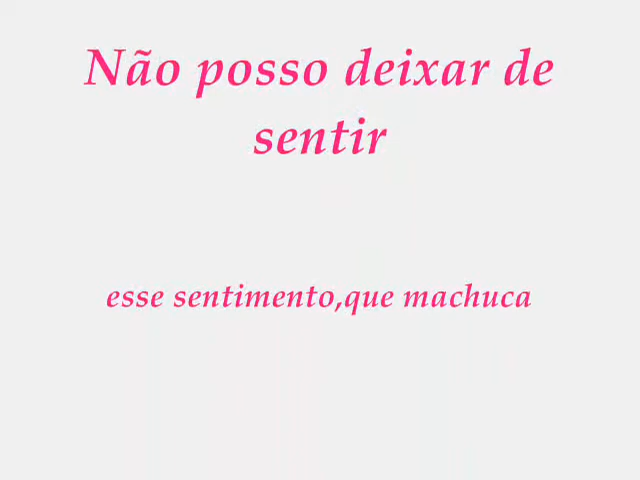 Não posso deixar de
sentir
esse sentimento,que machuca